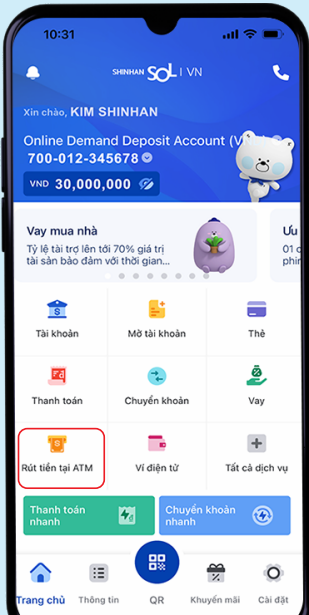 10:31
SHINHAN SOL | VN
Xin chào, KIM SHINHAN
Online Demand Deposit Account
700-012-345678
VND 30,000,000
Vay mua nhà
Tỷ lệ tài trợ lên tới 70% giá trị
tài sản bảo đảm với thời gian...
Ưu
01 c
phí
Tài khoản
Mở tài khoản
Thẻ
Thanh toán
Chuyển khoản
Vay
Rút tiền tại ATM
Ví điện tử
Tất cả dịch vụ
Thanh toán
nhanh
Chuyển khoản
nhanh
Trang chủ
Thông tin
QR
Khuyến mãi
Cài đặt